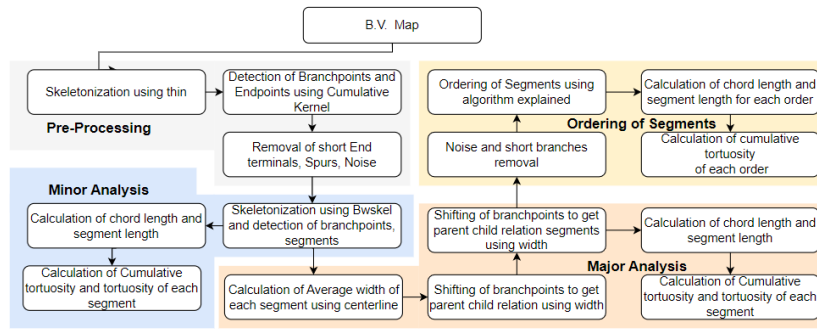 B.V. Map
Skeletonization using thin
Detection of Branchpoints and
Endpoints using Cumulative
Kernel
Pre-Processing
Removal of short End
terminals, Spurs, Noise
Ordering of Segments using
algorithm explained
Calculation of chord length and
segment length for each order
Ordering of Segments
Noise and short branches
removal
Calculation of cumulative
tortuosity
of each order
Minor Analysis
Calculation of chord length and
segment length
Skeletonization using Bwskel
and detection of branchpoints,
segments
Calculation of Cumulative
tortuosity and tortuosity of each
segment
Shifting of branchpoints to get
parent child relation segments
using width
Calculation of chord length and
segment length
Major Analysis
Calculation of Average width of
each segment using centerline
Shifting of branchpoints to get
parent child relation using width
Calculation of Cumulative
tortuosity and tortuosity of each
segment